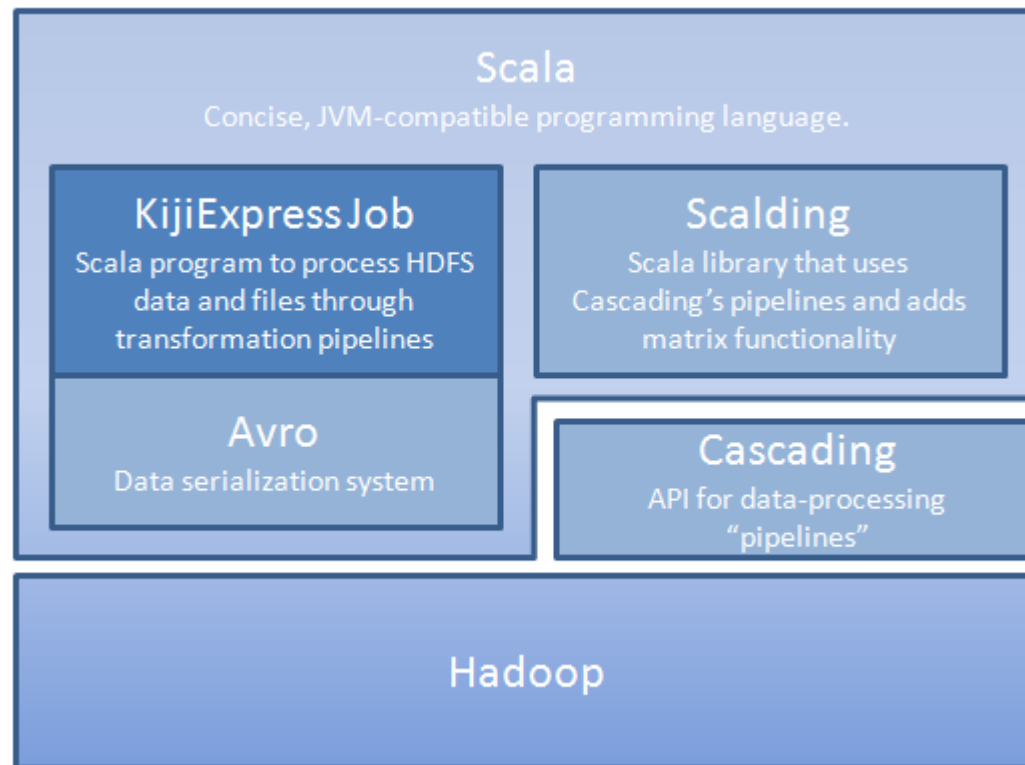 Scala
Concise, JVM-compatible programming language.
KijiExpress Job
Scala program to process HDFS
data and files through
transformation pipelines
Scalding
Scala library that uses
Cascading’s pipelines and adds
matrix functionality
Avro
Data serialization system
Cascading
API for data-processing
“pipelines”
Hadoop